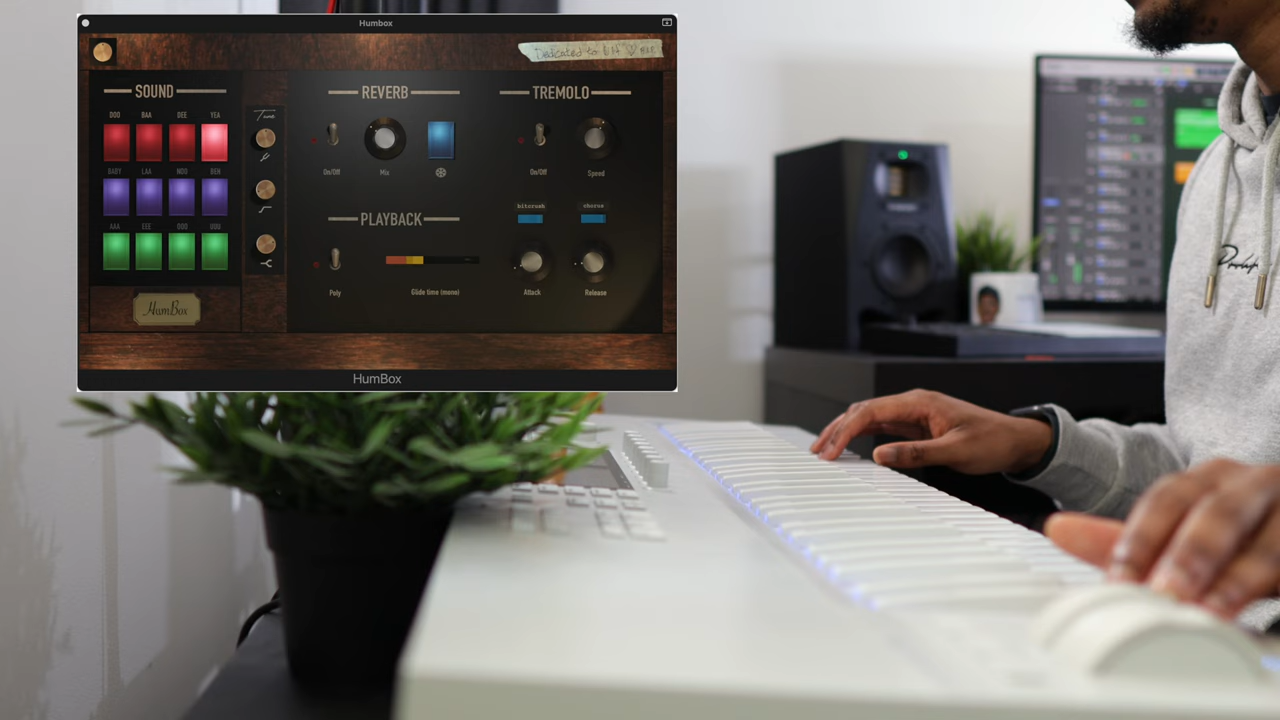 Humbox
Dedicated to
SOUND
REVERB
TREMOLO
DOO BAA DEE YEA
Tune
BABY LAA NOO BEH
On/Off Mix
On/Off Speed
AAA EEE OOO UUU
PLAYBACK
bitcrush chorus
Poly Glide time (mono)
Attack Release
HumBox
HumBox